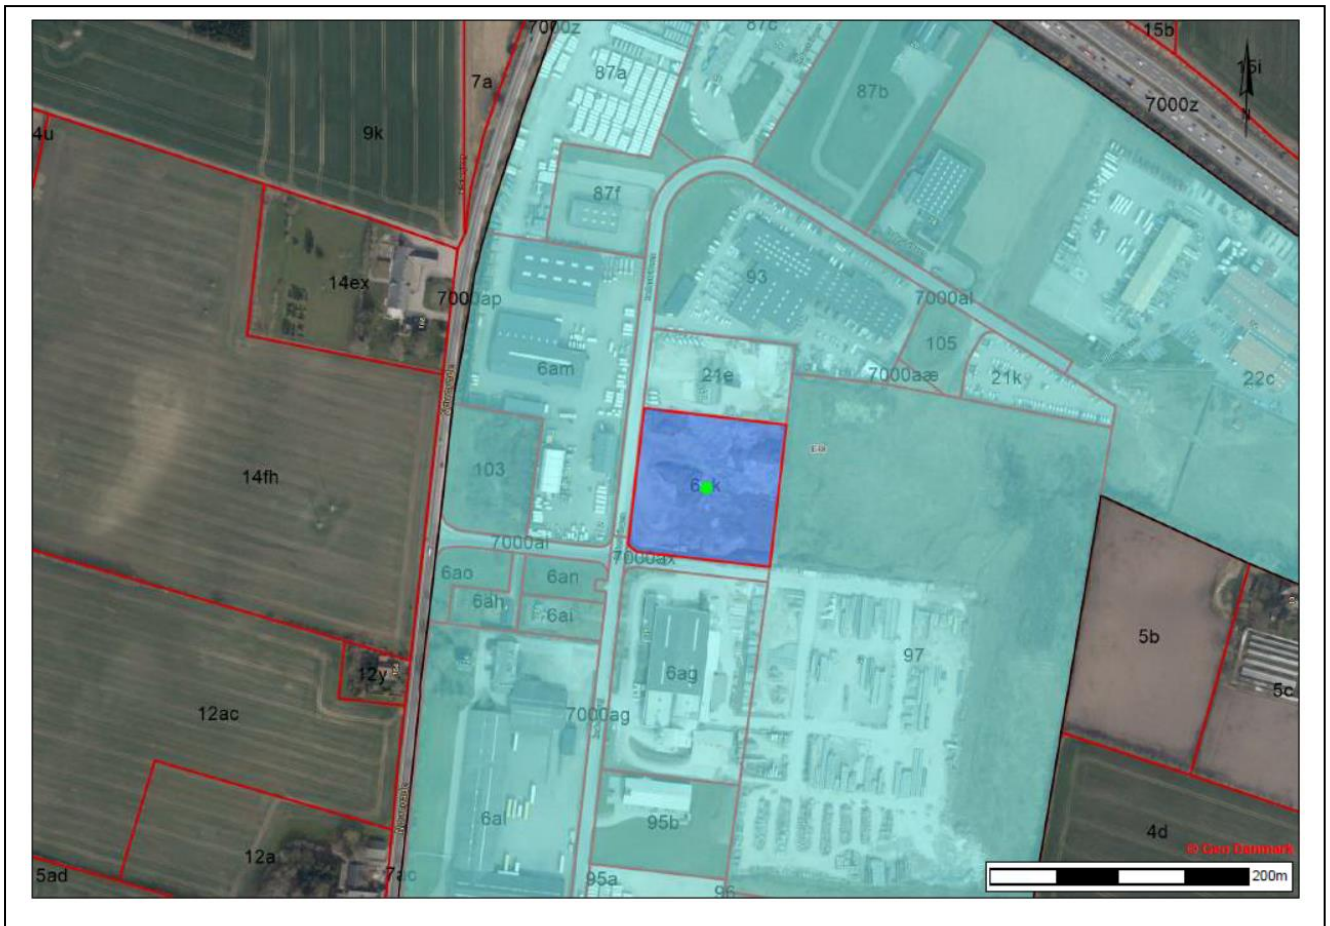 7000z
87c
15b
87a
7a
15i
87b
7000z
4u
9k
N
87f
14ex
93
7000ap
7000al
105
6am
21e
7000aæ
21k
22c
103
14fh
7000al
7000ax
6ao
6an
6ah
6ai
5b
97
12y
6ag
5c
12ac
7000ag
6al
95b
4d
12a
© Geo Danmark
5ad
7ac
95a
96
200m